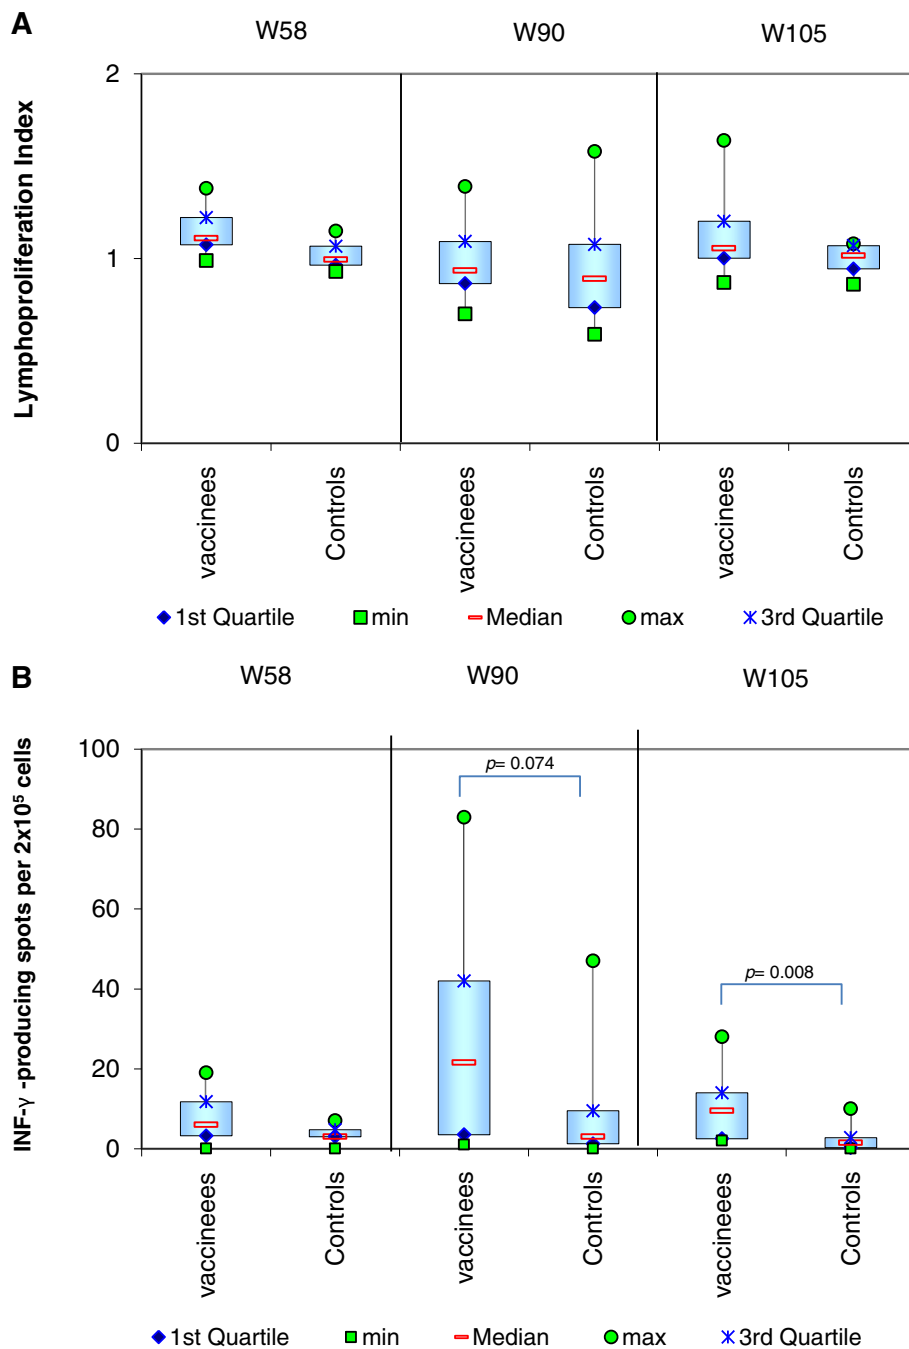 A
W58 W90 W105
Lymphoproliferation Index
2
1
0
vaccineees Controls vaccineees Controls vaccineees Controls
1st Quartile min Median max 3rd Quartile
B
W58 W90 W105
INF-γ -producing spots per 2x10⁵ cells
100
p= 0.074
80
60
40
p= 0.008
20
0
vaccineees Controls vaccineees Controls vaccineees Controls
1st Quartile min Median max 3rd Quartile